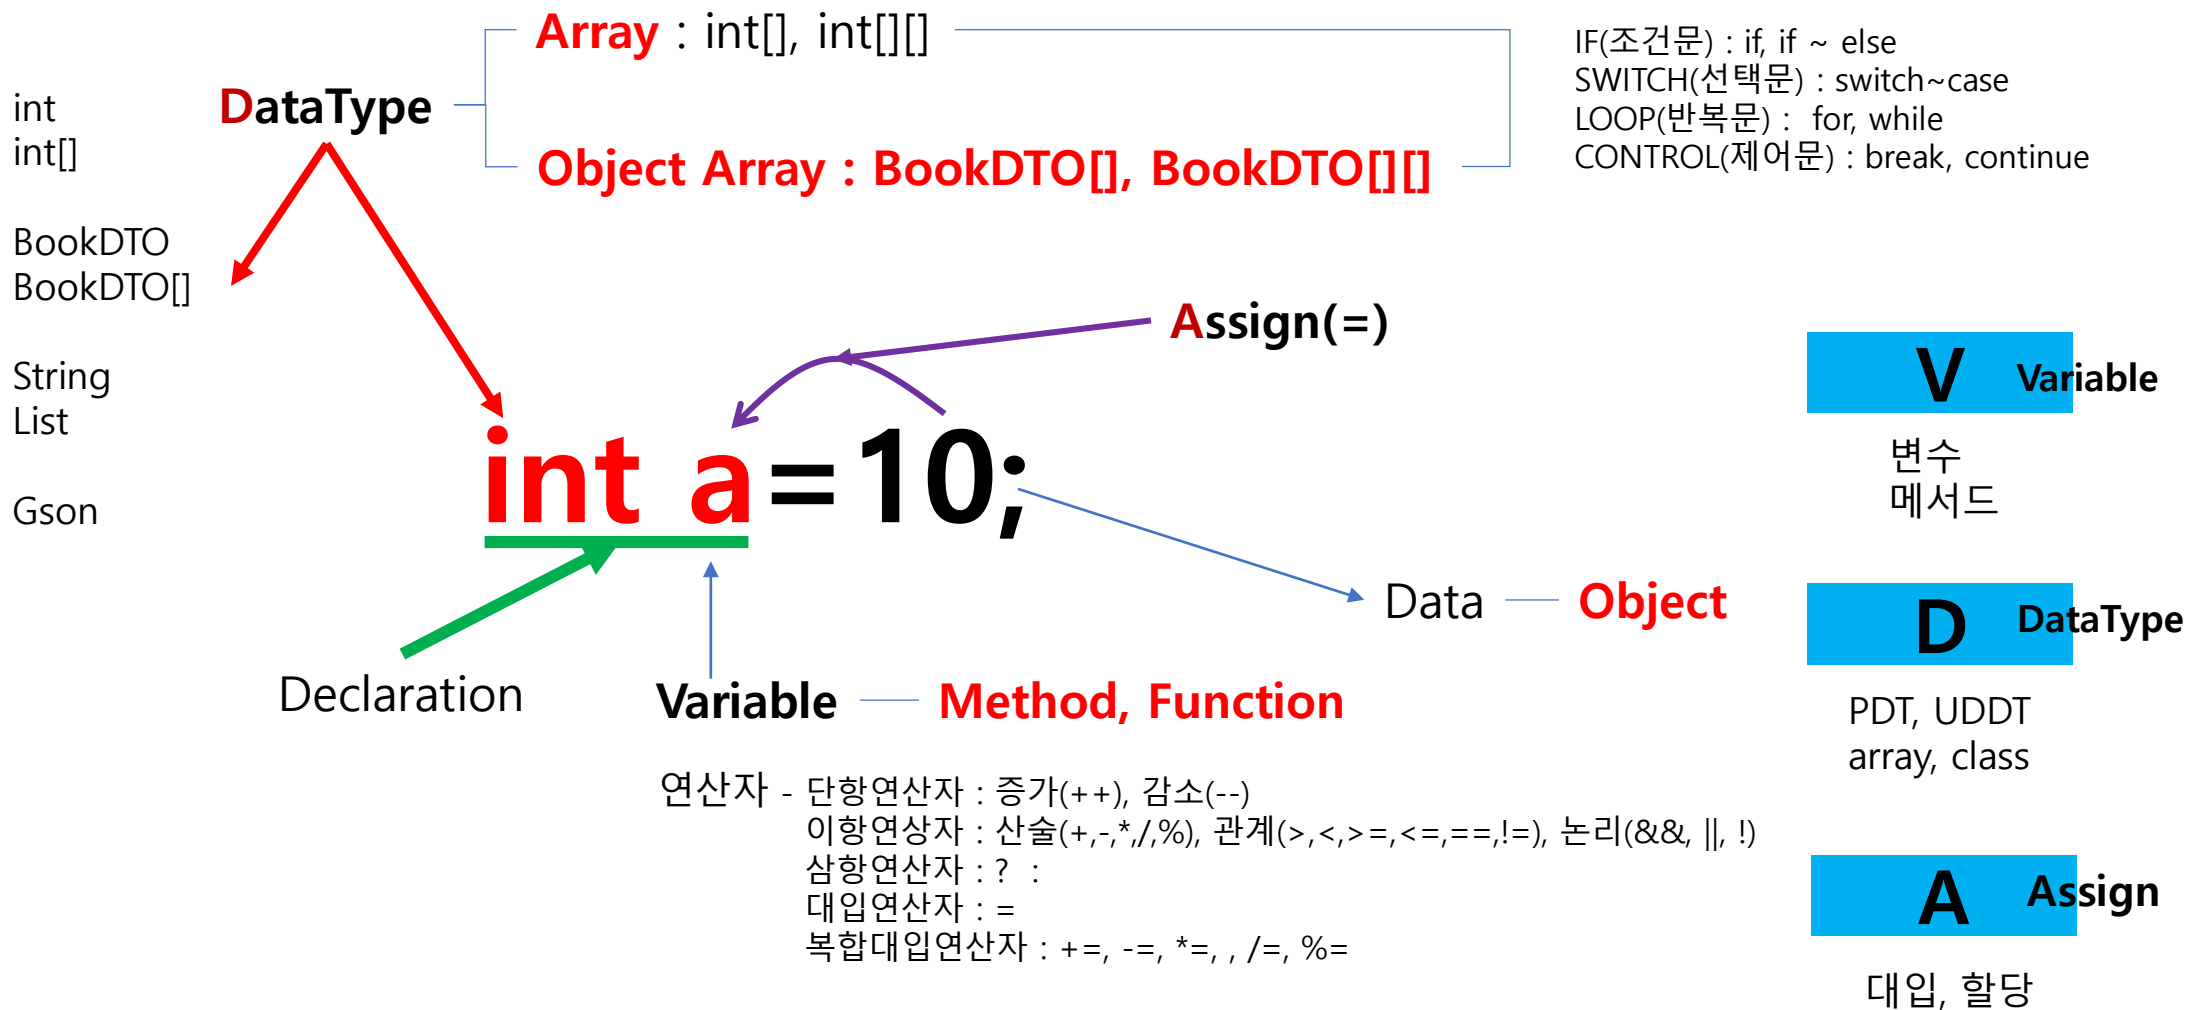 Array : int[], int[][]
DataType
Object Array : BookDTO[], BookDTO[][]
IF(조건문) : if, if ~ else
SWITCH(선택문) : switch~case
LOOP(반복문) :  for, while
CONTROL(제어문) : break, continue
int
int[]
BookDTO
BookDTO[]
String
List
Gson
Assign(=)
int a=10;
Declaration
Variable
Method, Function
Data
Object
연산자 - 단항연산자 : 증가(++), 감소(--)
이항연상자 : 산술(+,-,*,/,%), 관계(>,<,>=,<=,==,!=), 논리(&&, ||, !)
삼항연산자 : ?  :
대입연산자 : =
복합대입연산자 : +=, -=, *=, , /=, %=
V Variable
변수
메서드
D DataType
PDT, UDDT
array, class
A Assign
대입, 할당